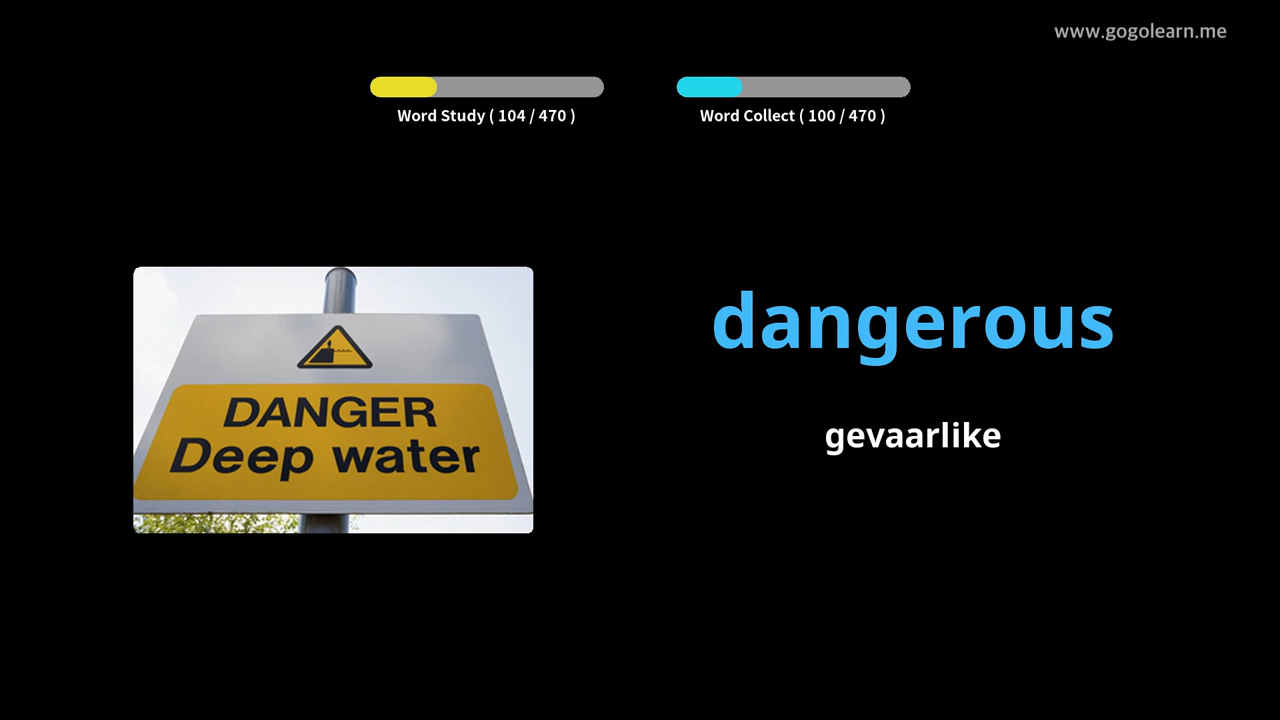 www.gogolearn.me
Word Study ( 104 / 470 )
Word Collect ( 100 / 470 )
DANGER
Deep water
dangerous
gevaarlike